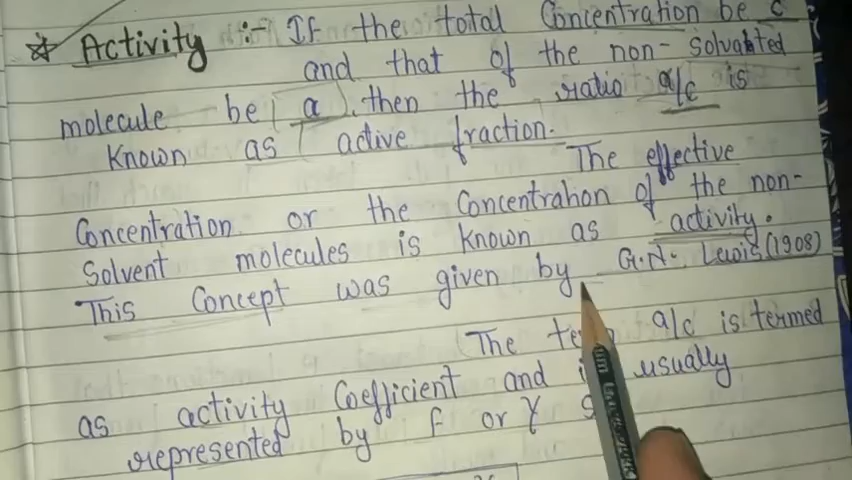 ☆ Activity :- If the total Concentration be c
and that of the non-solvated
molecule be a, then the ratio a/c is
Known as active fraction.
The effective
Concentration or the Concentration of the non-
Solvent molecules is known as activity.
This Concept was given by G.N. Lewis (1908)
The a/c is termed
as activity Coefficient and usually
represented by f or γ